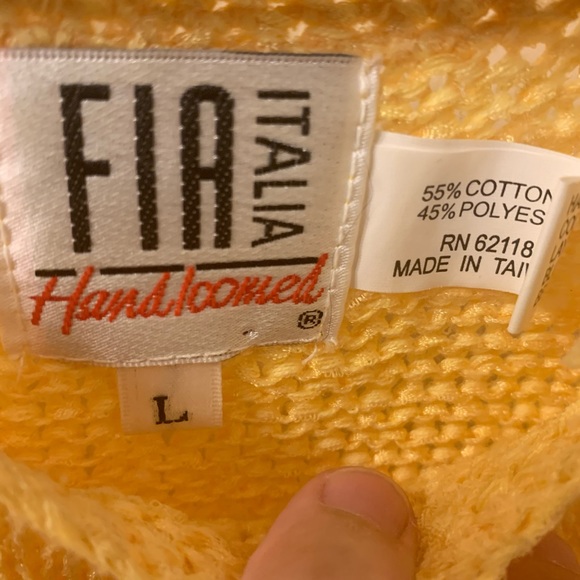 FIA
ITALIA
Handloomed
®
L
55% COTTON
45% POLYES
RN 62118
MADE IN TAI